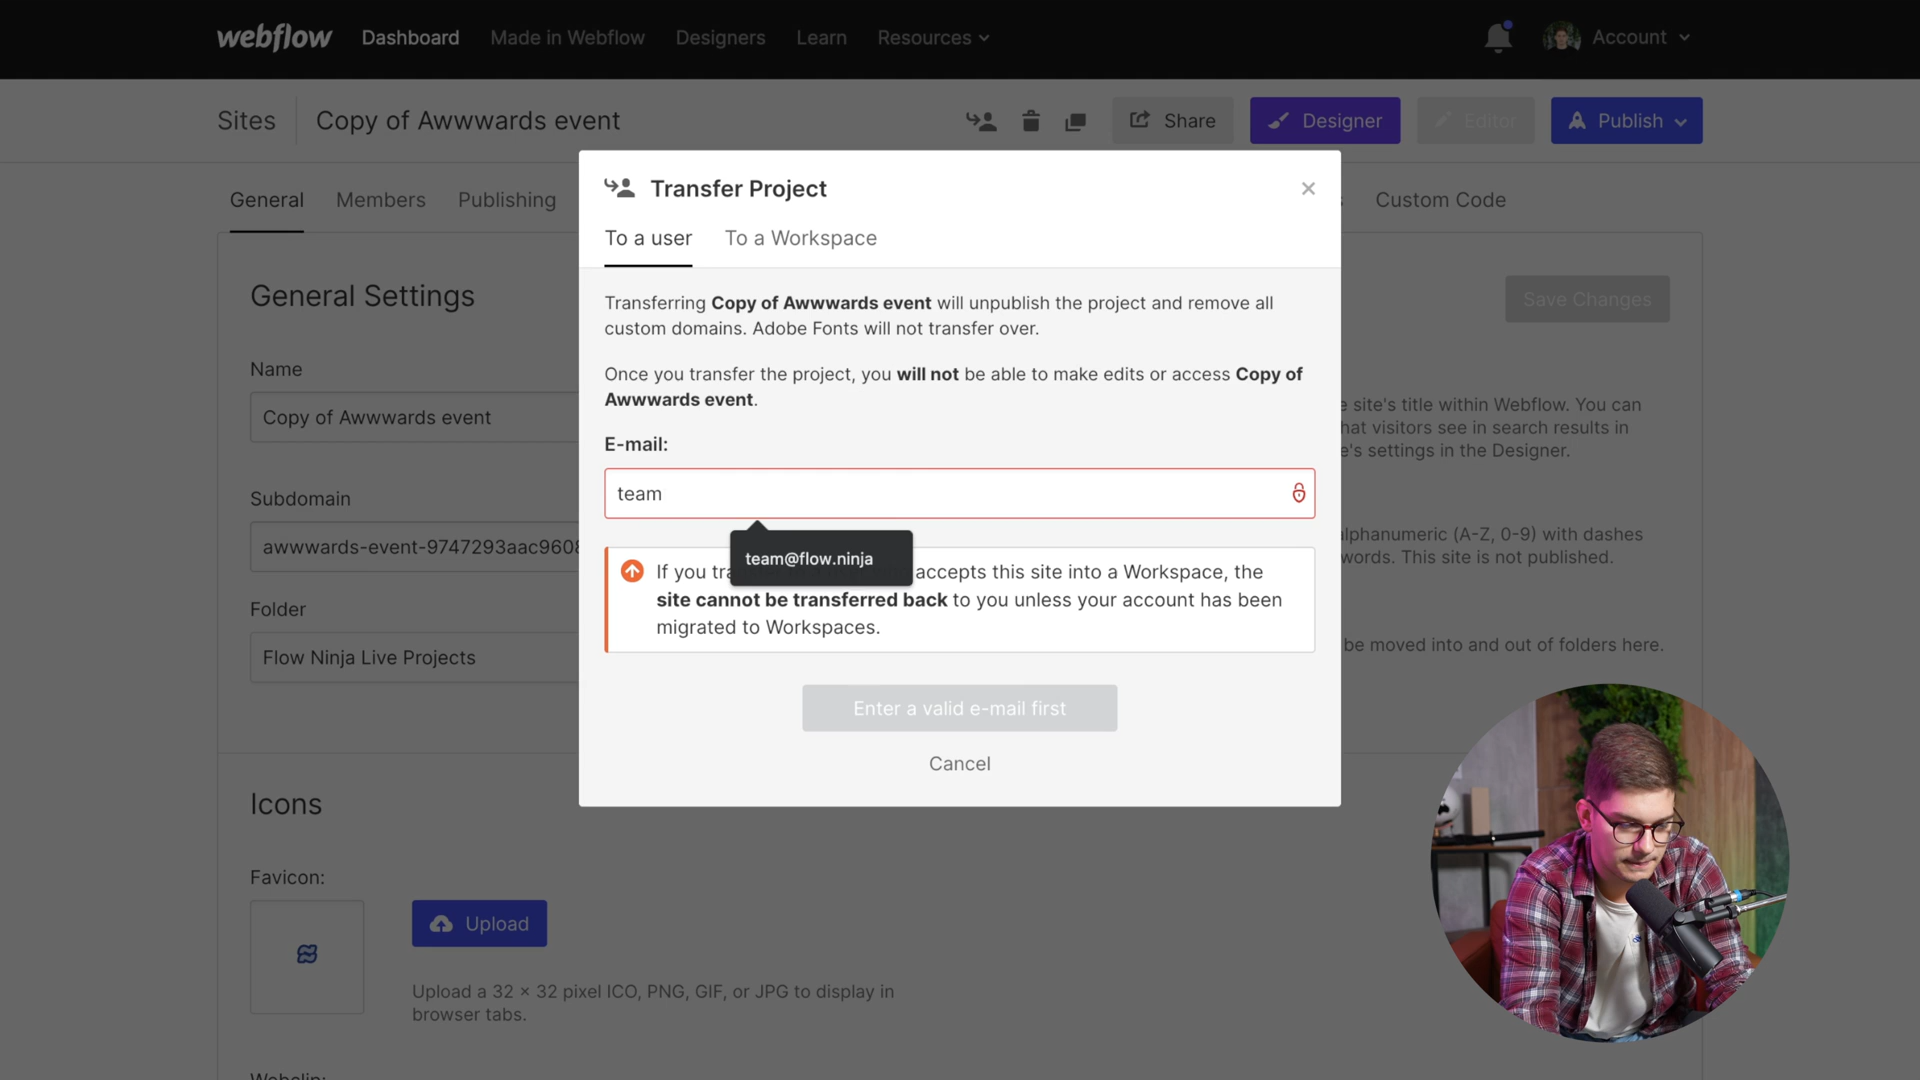 webflow Dashboard Made in Webflow Designers Learn Resources Account
Sites Copy of Awwwards event Share Designer Editor Publish
General Members Publishing Custom Code
Transfer Project
To a user To a Workspace
Transferring Copy of Awwwards event will unpublish the project and remove all
custom domains. Adobe Fonts will not transfer over.
Once you transfer the project, you will not be able to make edits or access Copy of
Awwwards event.
E-mail:
team
team@flow.ninja
If you accepts this site into a Workspace, the
site cannot be transferred back to you unless your account has been
migrated to Workspaces.
Enter a valid e-mail first
Cancel
General Settings
Save Changes
Name
Copy of Awwwards event
site's title within Webflow. You can
that visitors see in search results in
settings in the Designer.
Subdomain
awwwards-event-9747293aac9608
alphanumeric (A-Z, 0-9) with dashes
words. This site is not published.
Folder
Flow Ninja Live Projects
be moved into and out of folders here.
Icons
Favicon:
Upload
Upload a 32 × 32 pixel ICO, PNG, GIF, or JPG to display in
browser tabs.